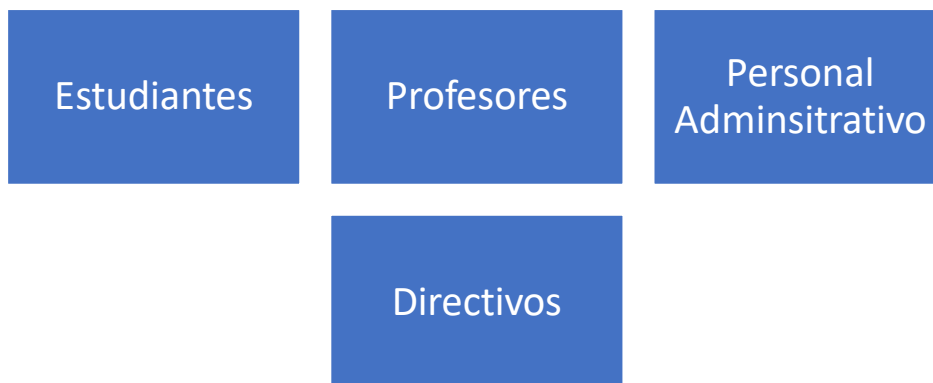 Estudiantes
Profesores
Personal
Adminsitrativo
Directivos